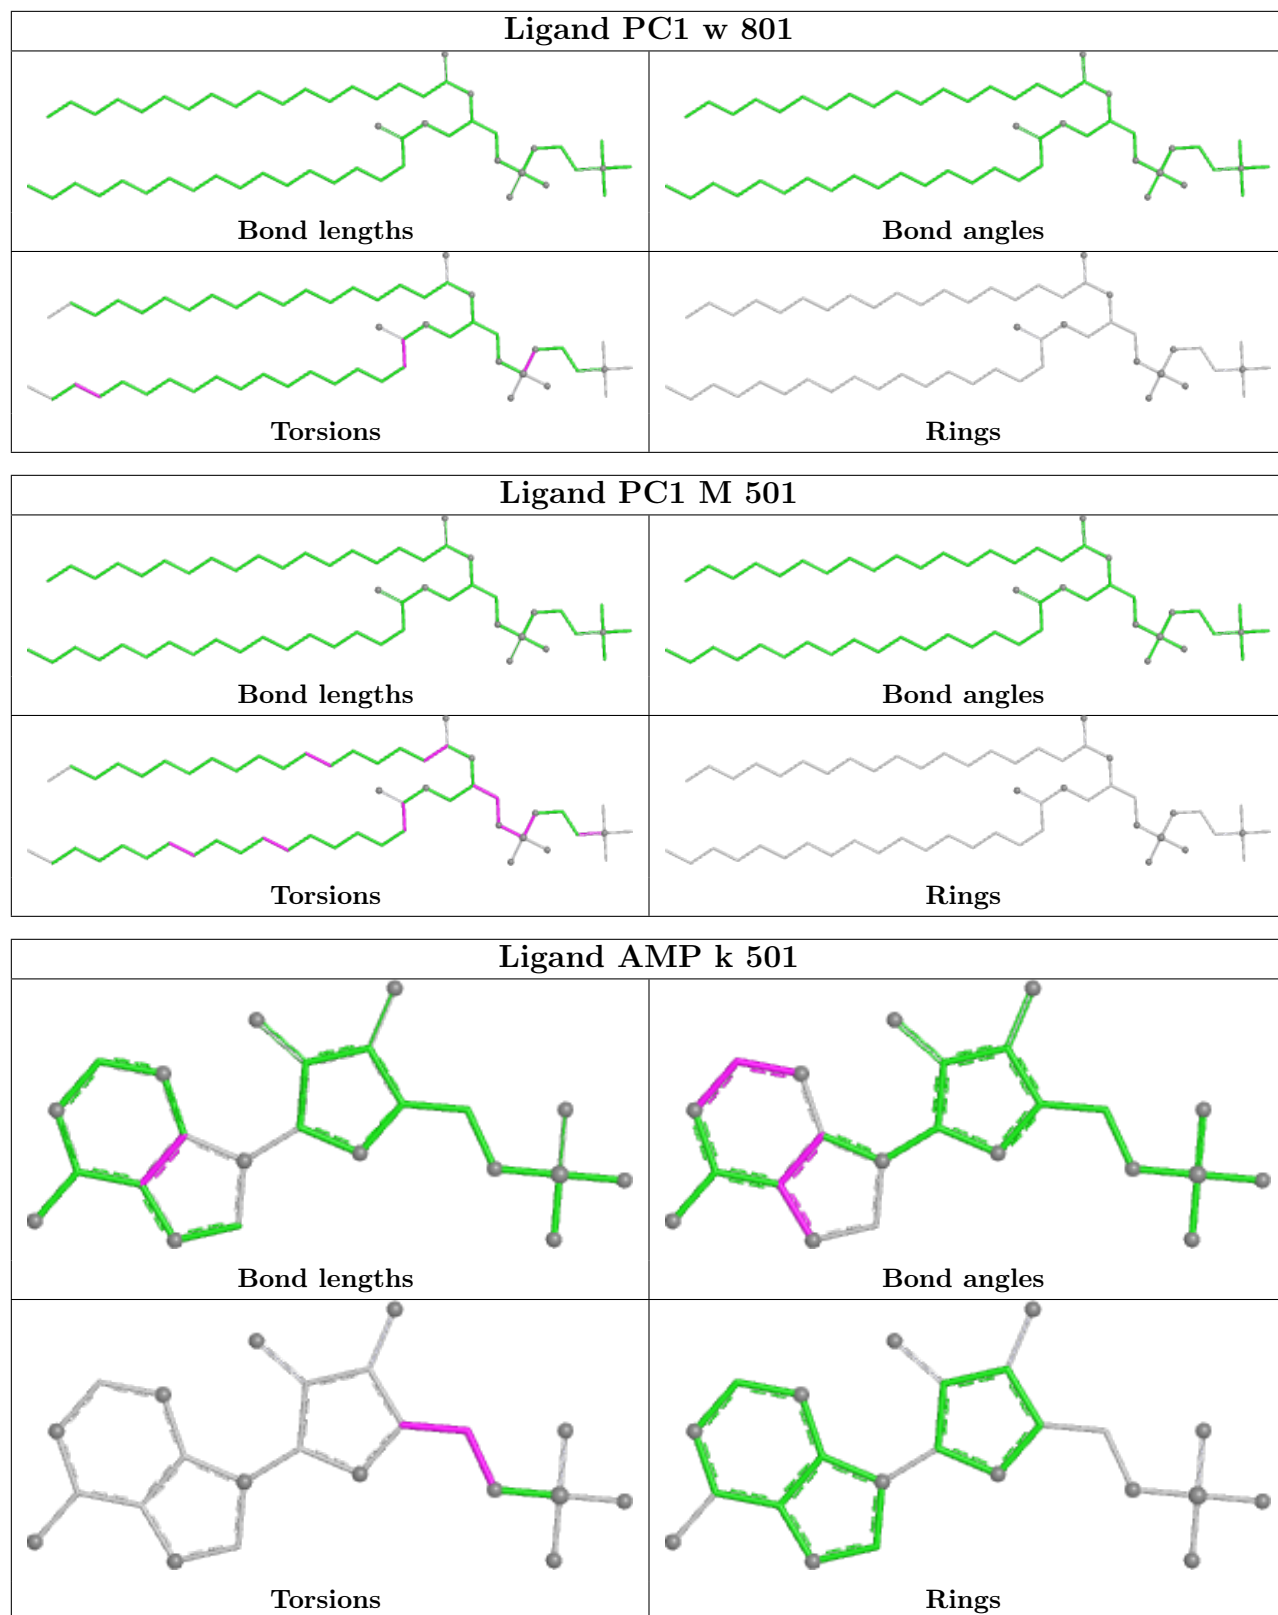 Ligand PC1 w 801
Bond lengths
Bond angles
Torsions
Rings
Ligand PC1 M 501
Bond lengths
Bond angles
Torsions
Rings
Ligand AMP k 501
Bond lengths
Bond angles
Torsions
Rings